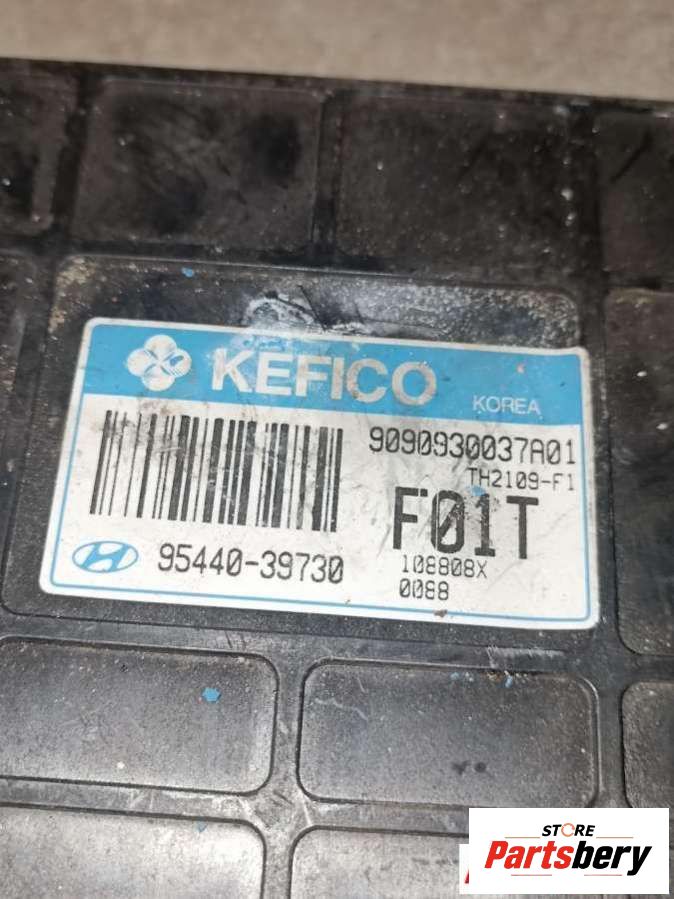 KEFICO
KOREA
9090930037A01
TH2109-F1
F01T
95440-39730
108808X
0088
STORE
Partsbery